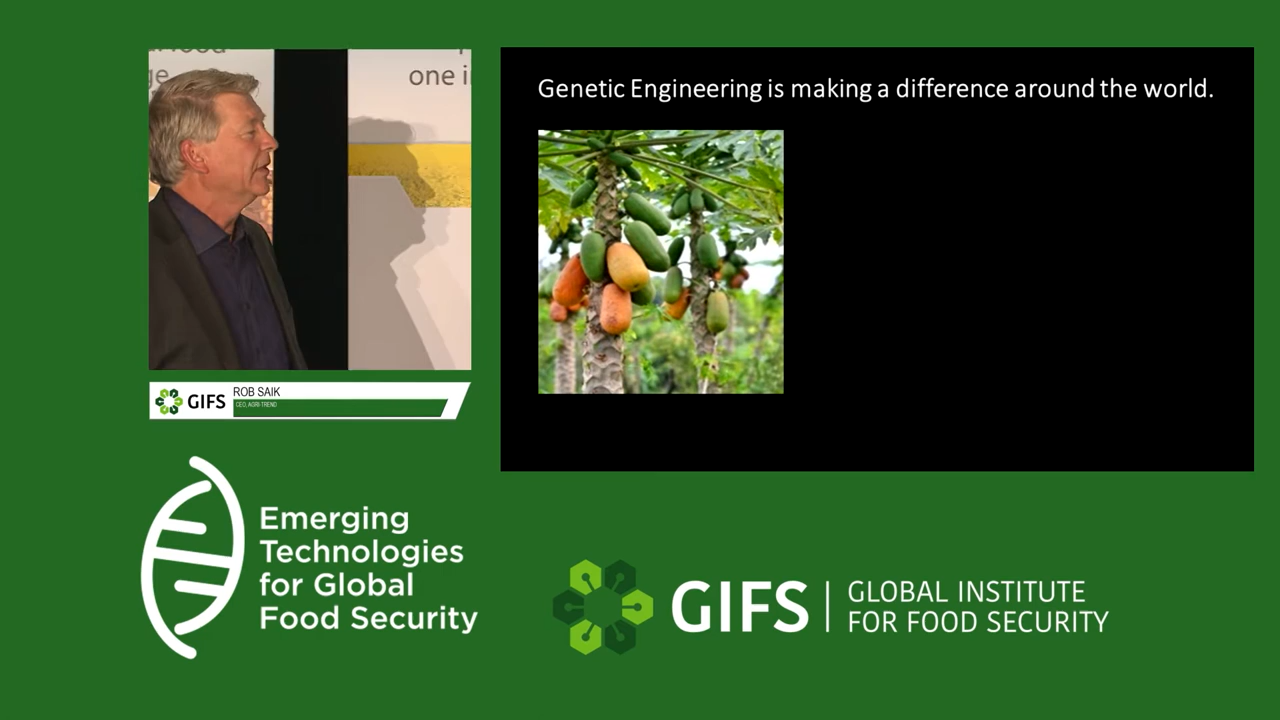 one i
Genetic Engineering is making a difference around the world.
GIFS
ROB SAIK
CEO, AGRI-TREND
Emerging
Technologies
for Global
Food Security
GIFS
GLOBAL INSTITUTE
FOR FOOD SECURITY